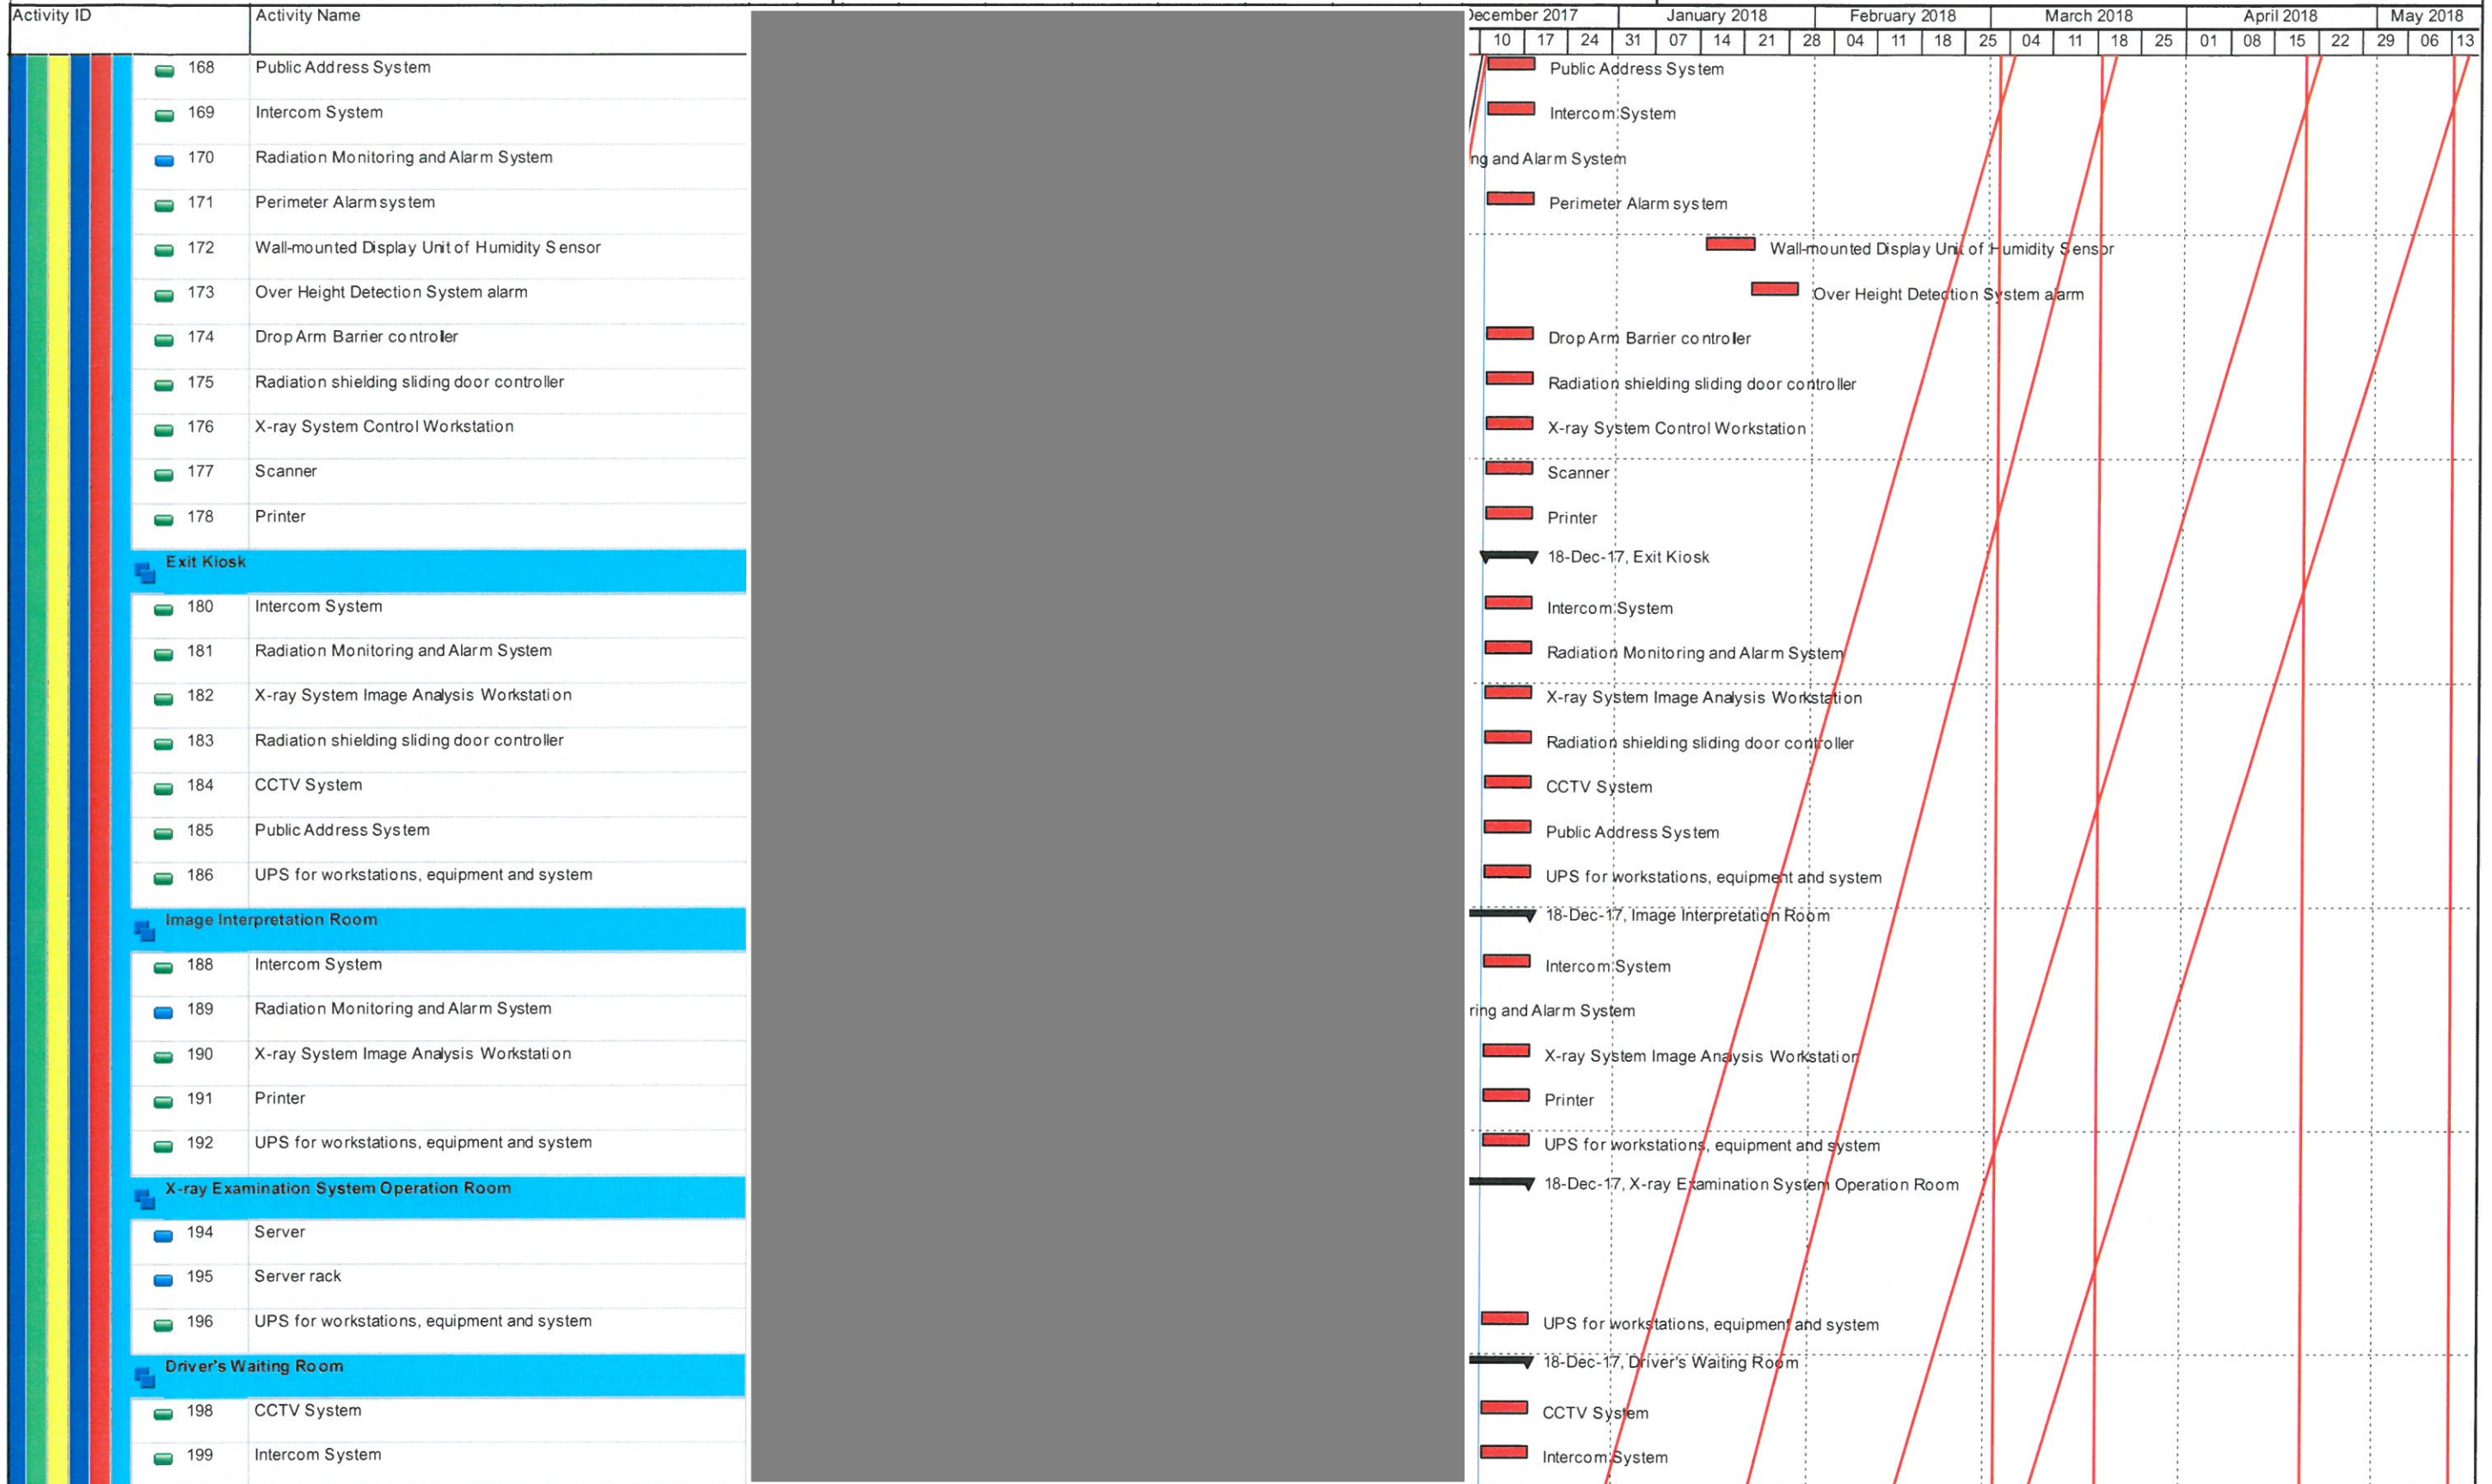 Activity ID Activity Name December 2017 January 2018 February 2018 March 2018 April 2018 May 2018
10 17 24 31 07 14 21 28 04 11 18 25 04 11 18 25 01 08 15 22 29 06 13
168 Public Address System Public Address System
169 Intercom System Intercom System
170 Radiation Monitoring and Alarm System ng and Alarm System
171 Perimeter Alarm system Perimeter Alarm system
172 Wall-mounted Display Unit of Humidity Sensor Wall-mounted Display Unit of Humidity Sensor
173 Over Height Detection System alarm Over Height Detection System alarm
174 Drop Arm Barrier controller Drop Arm Barrier controller
175 Radiation shielding sliding door controller Radiation shielding sliding door controller
176 X-ray System Control Workstation X-ray System Control Workstation
177 Scanner Scanner
178 Printer Printer
Exit Kiosk 18-Dec-17, Exit Kiosk
180 Intercom System Intercom System
181 Radiation Monitoring and Alarm System Radiation Monitoring and Alarm System
182 X-ray System Image Analysis Workstation X-ray System Image Analysis Workstation
183 Radiation shielding sliding door controller Radiation shielding sliding door controller
184 CCTV System CCTV System
185 Public Address System Public Address System
186 UPS for workstations, equipment and system UPS for workstations, equipment and system
Image Interpretation Room 18-Dec-17, Image Interpretation Room
188 Intercom System Intercom System
189 Radiation Monitoring and Alarm System ring and Alarm System
190 X-ray System Image Analysis Workstation X-ray System Image Analysis Workstation
191 Printer Printer
192 UPS for workstations, equipment and system UPS for workstations, equipment and system
X-ray Examination System Operation Room 18-Dec-17, X-ray Examination System Operation Room
194 Server
195 Server rack
196 UPS for workstations, equipment and system UPS for workstations, equipment and system
Driver's Waiting Room 18-Dec-17, Driver's Waiting Room
198 CCTV System CCTV System
199 Intercom System Intercom System